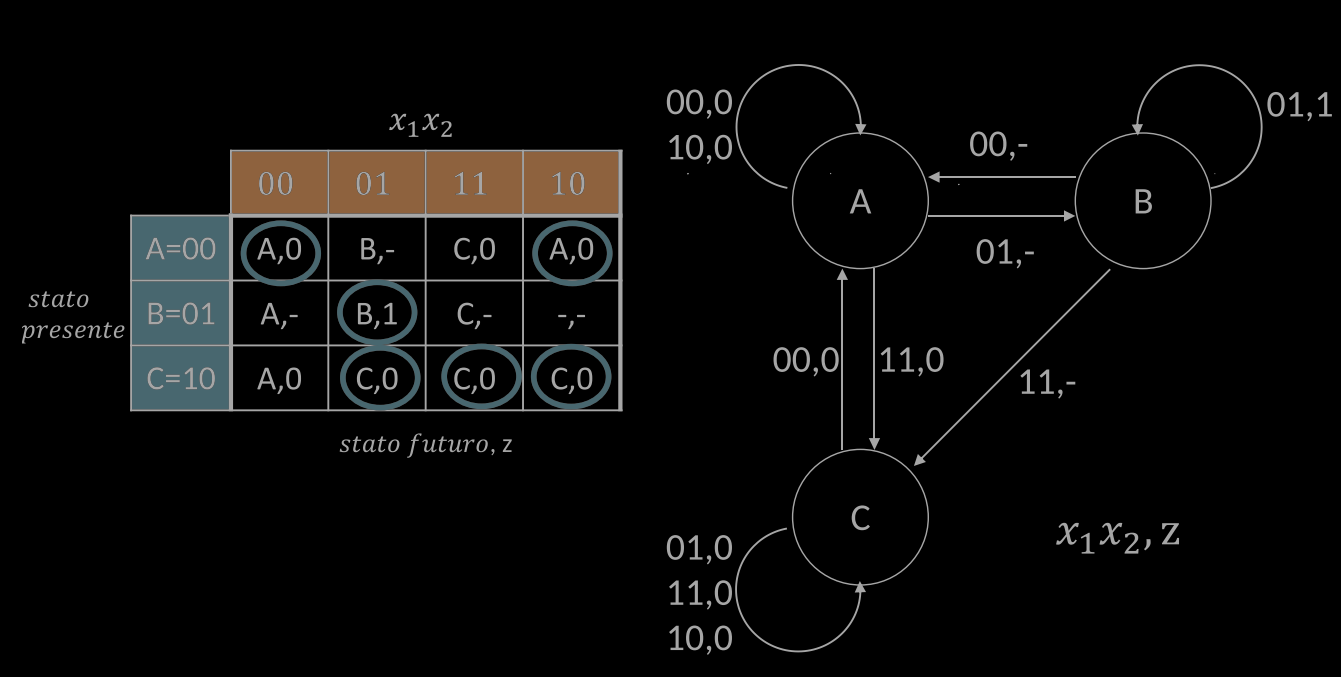 x₁x₂
00 01 11 10
A=00 A,0 B,- C,0 A,0
stato presente
B=01 A,- B,1 C,- -,-
C=10 A,0 C,0 C,0 C,0
stato futuro, z
00,0
10,0
A
00,-
01,-
B
01,1
00,0
11,0
11,-
C
01,0
11,0
10,0
x₁x₂, z